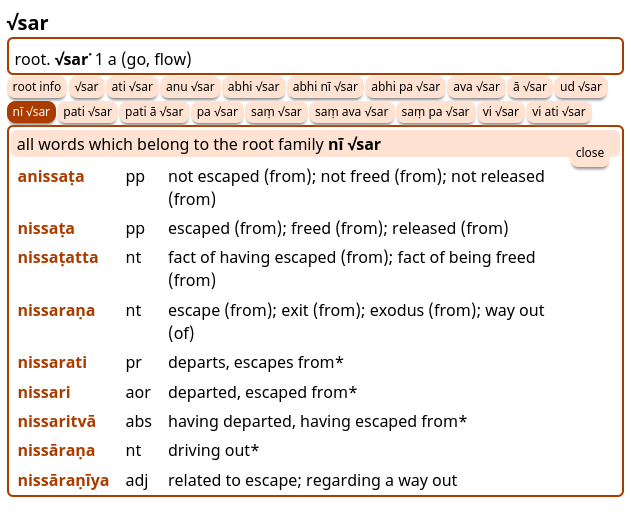 √sar
root. √sar˙ 1 a (go, flow)
root info √sar ati √sar anu √sar abhi √sar abhi nī √sar abhi pa √sar ava √sar ā √sar ud √sar
nī √sar pati √sar pati ā √sar pa √sar saṃ √sar saṃ ava √sar saṃ pa √sar vi √sar vi ati √sar
all words which belong to the root family nī √sar
close
anissaṭa pp not escaped (from); not freed (from); not released
(from)
nissaṭa pp escaped (from); freed (from); released (from)
nissaṭatta nt fact of having escaped (from); fact of being freed
(from)
nissaraṇa nt escape (from); exit (from); exodus (from); way out
(of)
nissarati pr departs, escapes from*
nissari aor departed, escaped from*
nissaritvā abs having departed, having escaped from*
nissāraṇa nt driving out*
nissāraṇīya adj related to escape; regarding a way out